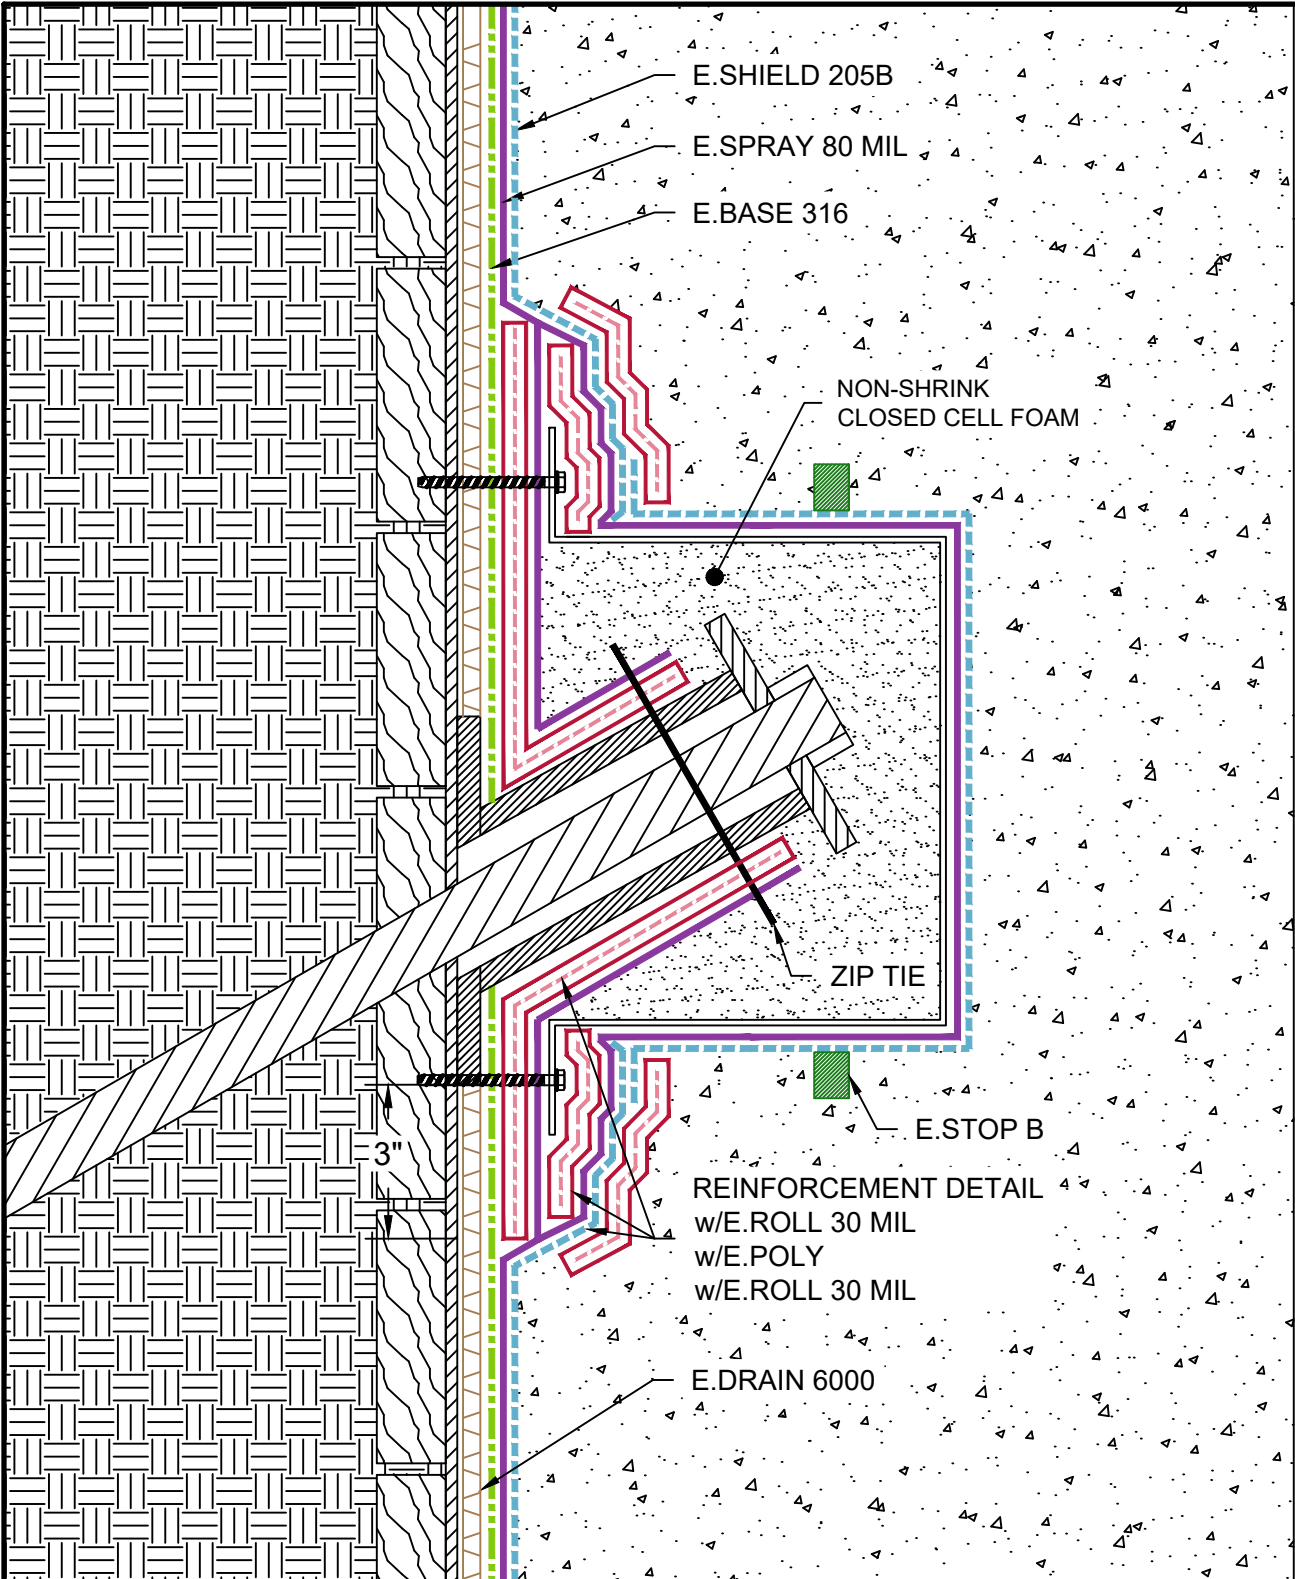 E.SHIELD 205B
E.SPRAY 80 MIL
E.BASE 316
NON-SHRINK
CLOSED CELL FOAM
ZIP TIE
E.STOP B
3"
REINFORCEMENT DETAIL
w/E.ROLL 30 MIL
w/E.POLY
w/E.ROLL 30 MIL
E.DRAIN 6000